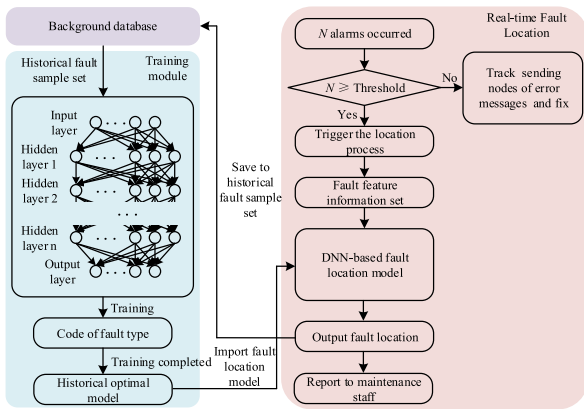 Background database
Historical fault
sample set
Training
module
Input
layer
Hidden
layer 1
Hidden
layer 2
. . .
Hidden
layer n
Output
layer
Training
Code of fault type
Training completed
Historical optimal
model
Save to
historical
fault sample
set
Import fault
location
model
Real-time Fault
Location
N alarms occurred
N ≥ Threshold
No
Track sending
nodes of error
messages and fix
Yes
Trigger the location
process
Fault feature
information set
DNN-based fault
location model
Output fault location
Report to maintenance
staff